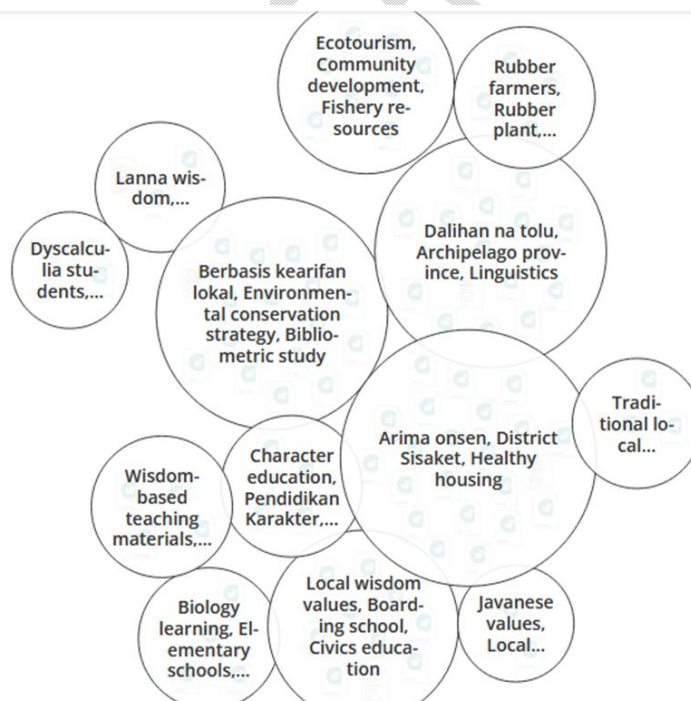 Ecotourism,
Community
development,
Fishery re-
sources
Rubber
farmers,
Rubber
plant,...
Lanna wis-
dom,...
Dyscalcu-
lia stu-
dents,...
Berbasis kearifan
lokal, Environmen-
tal conservation
strategy, Biblio-
metric study
Dalihan na tolu,
Archipelago prov-
ince, Linguistics
Arima onsen, District
Sisaket, Healthy
housing
Tradi-
tional lo-
cal...
Character
education,
Pendidikan
Karakter,...
Wisdom-
based
teaching
materials,...
Biology
learning, El-
ementary
schools,...
Local wisdom
values, Board-
ing school,
Civics educa-
tion
Javanese
values,
Local...